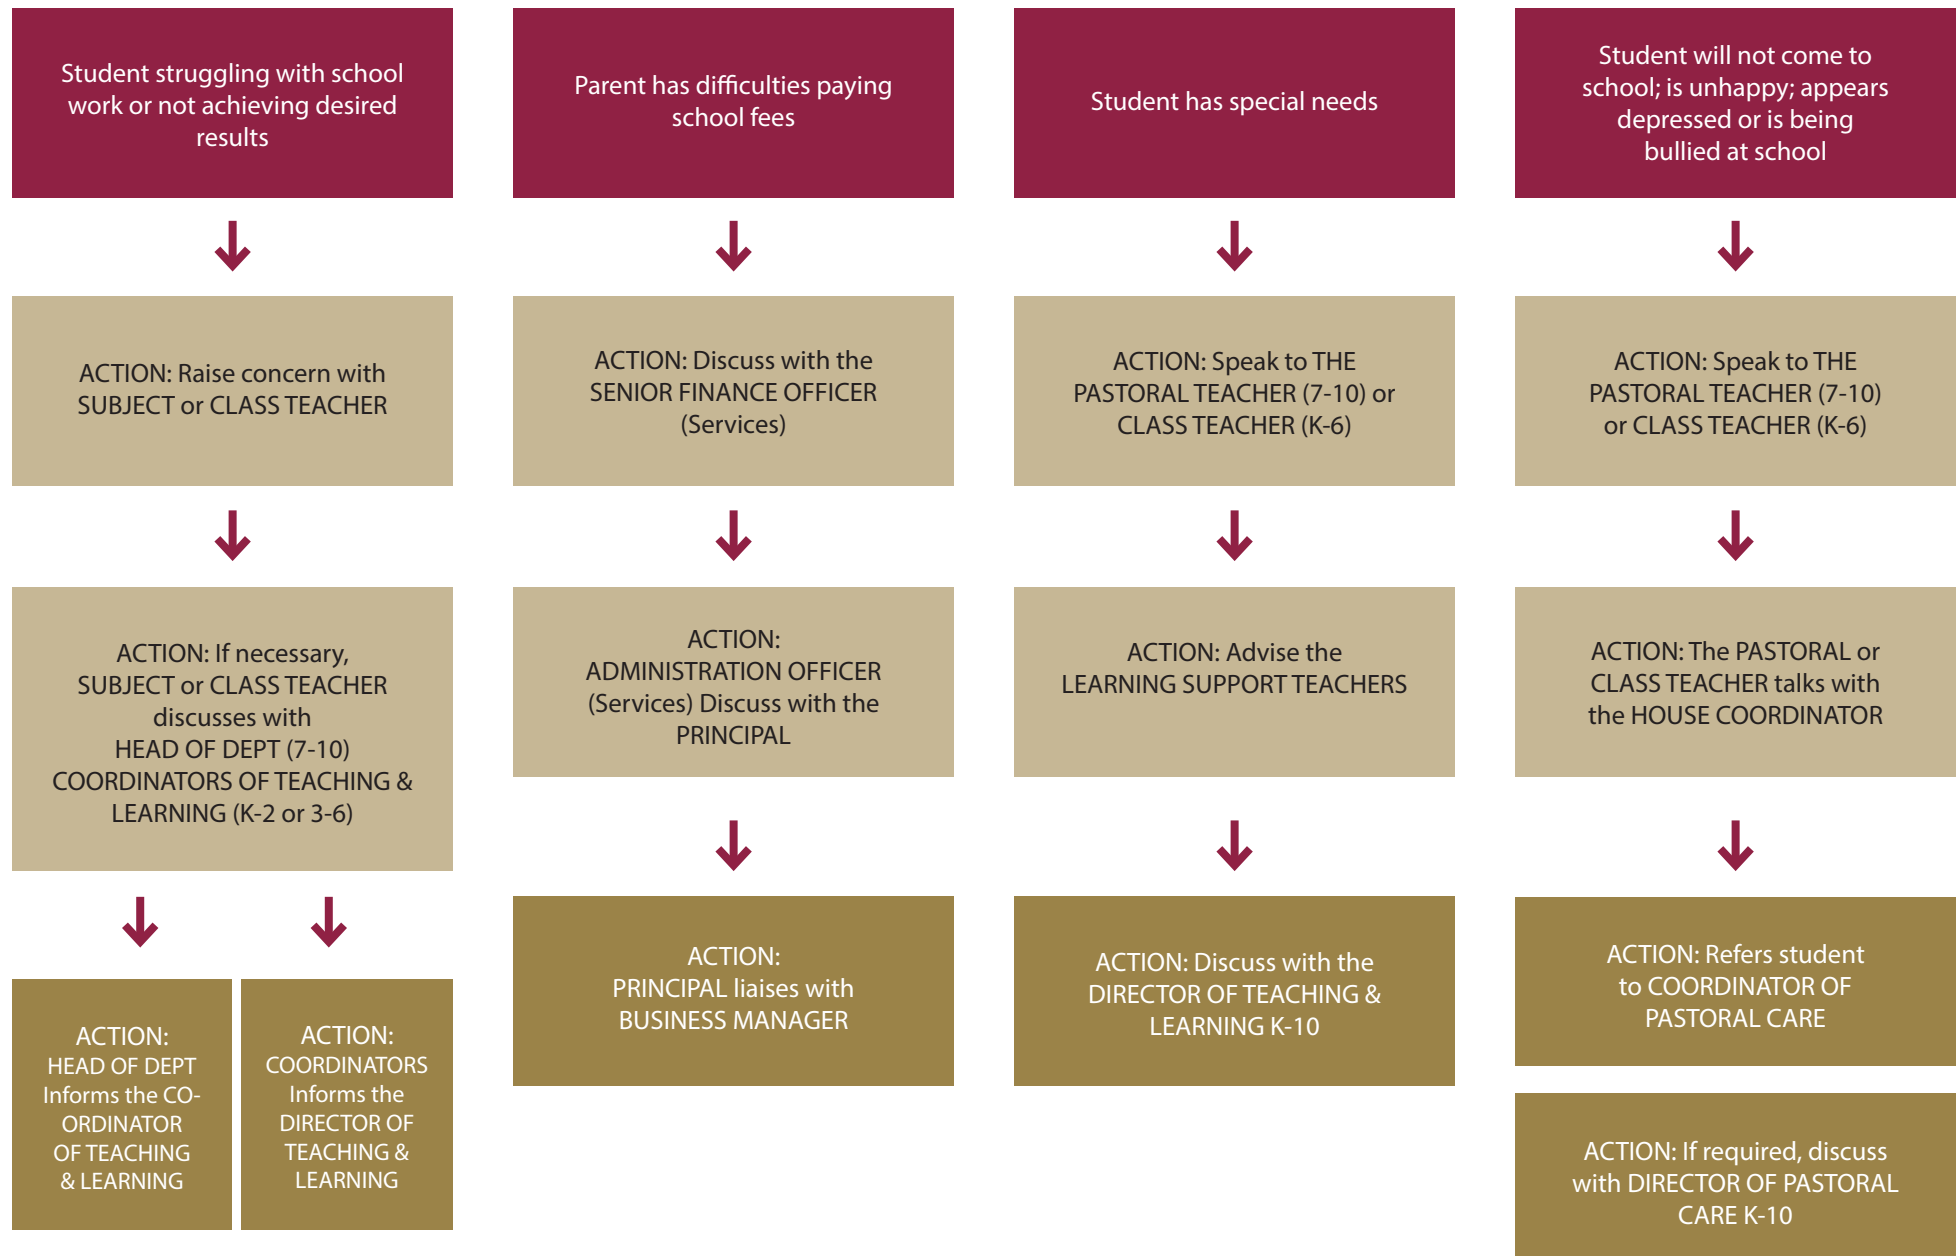 Student struggling with school
work or not achieving desired
results
ACTION: Raise concern with
SUBJECT or CLASS TEACHER
ACTION: If necessary,
SUBJECT or CLASS TEACHER
discusses with
HEAD OF DEPT (7-10)
COORDINATORS OF TEACHING &
LEARNING (K-2 or 3-6)
ACTION:
HEAD OF DEPT
Informs the CO-
ORDINATOR
OF TEACHING
& LEARNING
ACTION:
COORDINATORS
Informs the
DIRECTOR OF
TEACHING &
LEARNING
Parent has difficulties paying
school fees
ACTION: Discuss with the
SENIOR FINANCE OFFICER
(Services)
ACTION:
ADMINISTRATION OFFICER
(Services) Discuss with the
PRINCIPAL
ACTION:
PRINCIPAL liaises with
BUSINESS MANAGER
Student has special needs
ACTION: Speak to THE
PASTORAL TEACHER (7-10) or
CLASS TEACHER (K-6)
ACTION: Advise the
LEARNING SUPPORT TEACHERS
ACTION: Discuss with the
DIRECTOR OF TEACHING &
LEARNING K-10
Student will not come to
school; is unhappy; appears
depressed or is being
bullied at school
ACTION: Speak to THE
PASTORAL TEACHER (7-10)
or CLASS TEACHER (K-6)
ACTION: The PASTORAL or
CLASS TEACHER talks with
the HOUSE COORDINATOR
ACTION: Refers student
to COORDINATOR OF
PASTORAL CARE
ACTION: If required, discuss
with DIRECTOR OF PASTORAL
CARE K-10